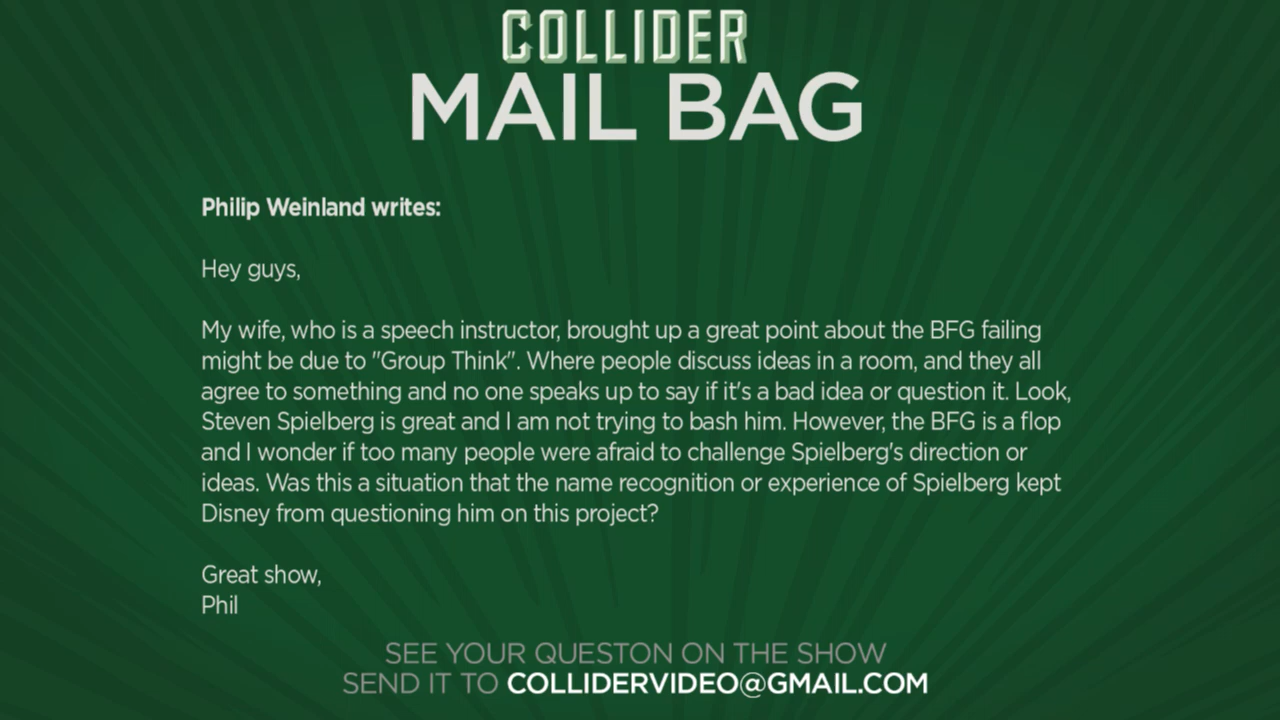 COLLIDER
MAIL BAG
Philip Weinland writes:
Hey guys,
My wife, who is a speech instructor, brought up a great point about the BFG failing
might be due to "Group Think". Where people discuss ideas in a room, and they all
agree to something and no one speaks up to say if it's a bad idea or question it. Look,
Steven Spielberg is great and I am not trying to bash him. However, the BFG is a flop
and I wonder if too many people were afraid to challenge Spielberg's direction or
ideas. Was this a situation that the name recognition or experience of Spielberg kept
Disney from questioning him on this project?
Great show,
Phil
SEE YOUR QUESTON ON THE SHOW
SEND IT TO COLLIDERVIDEO@GMAIL.COM